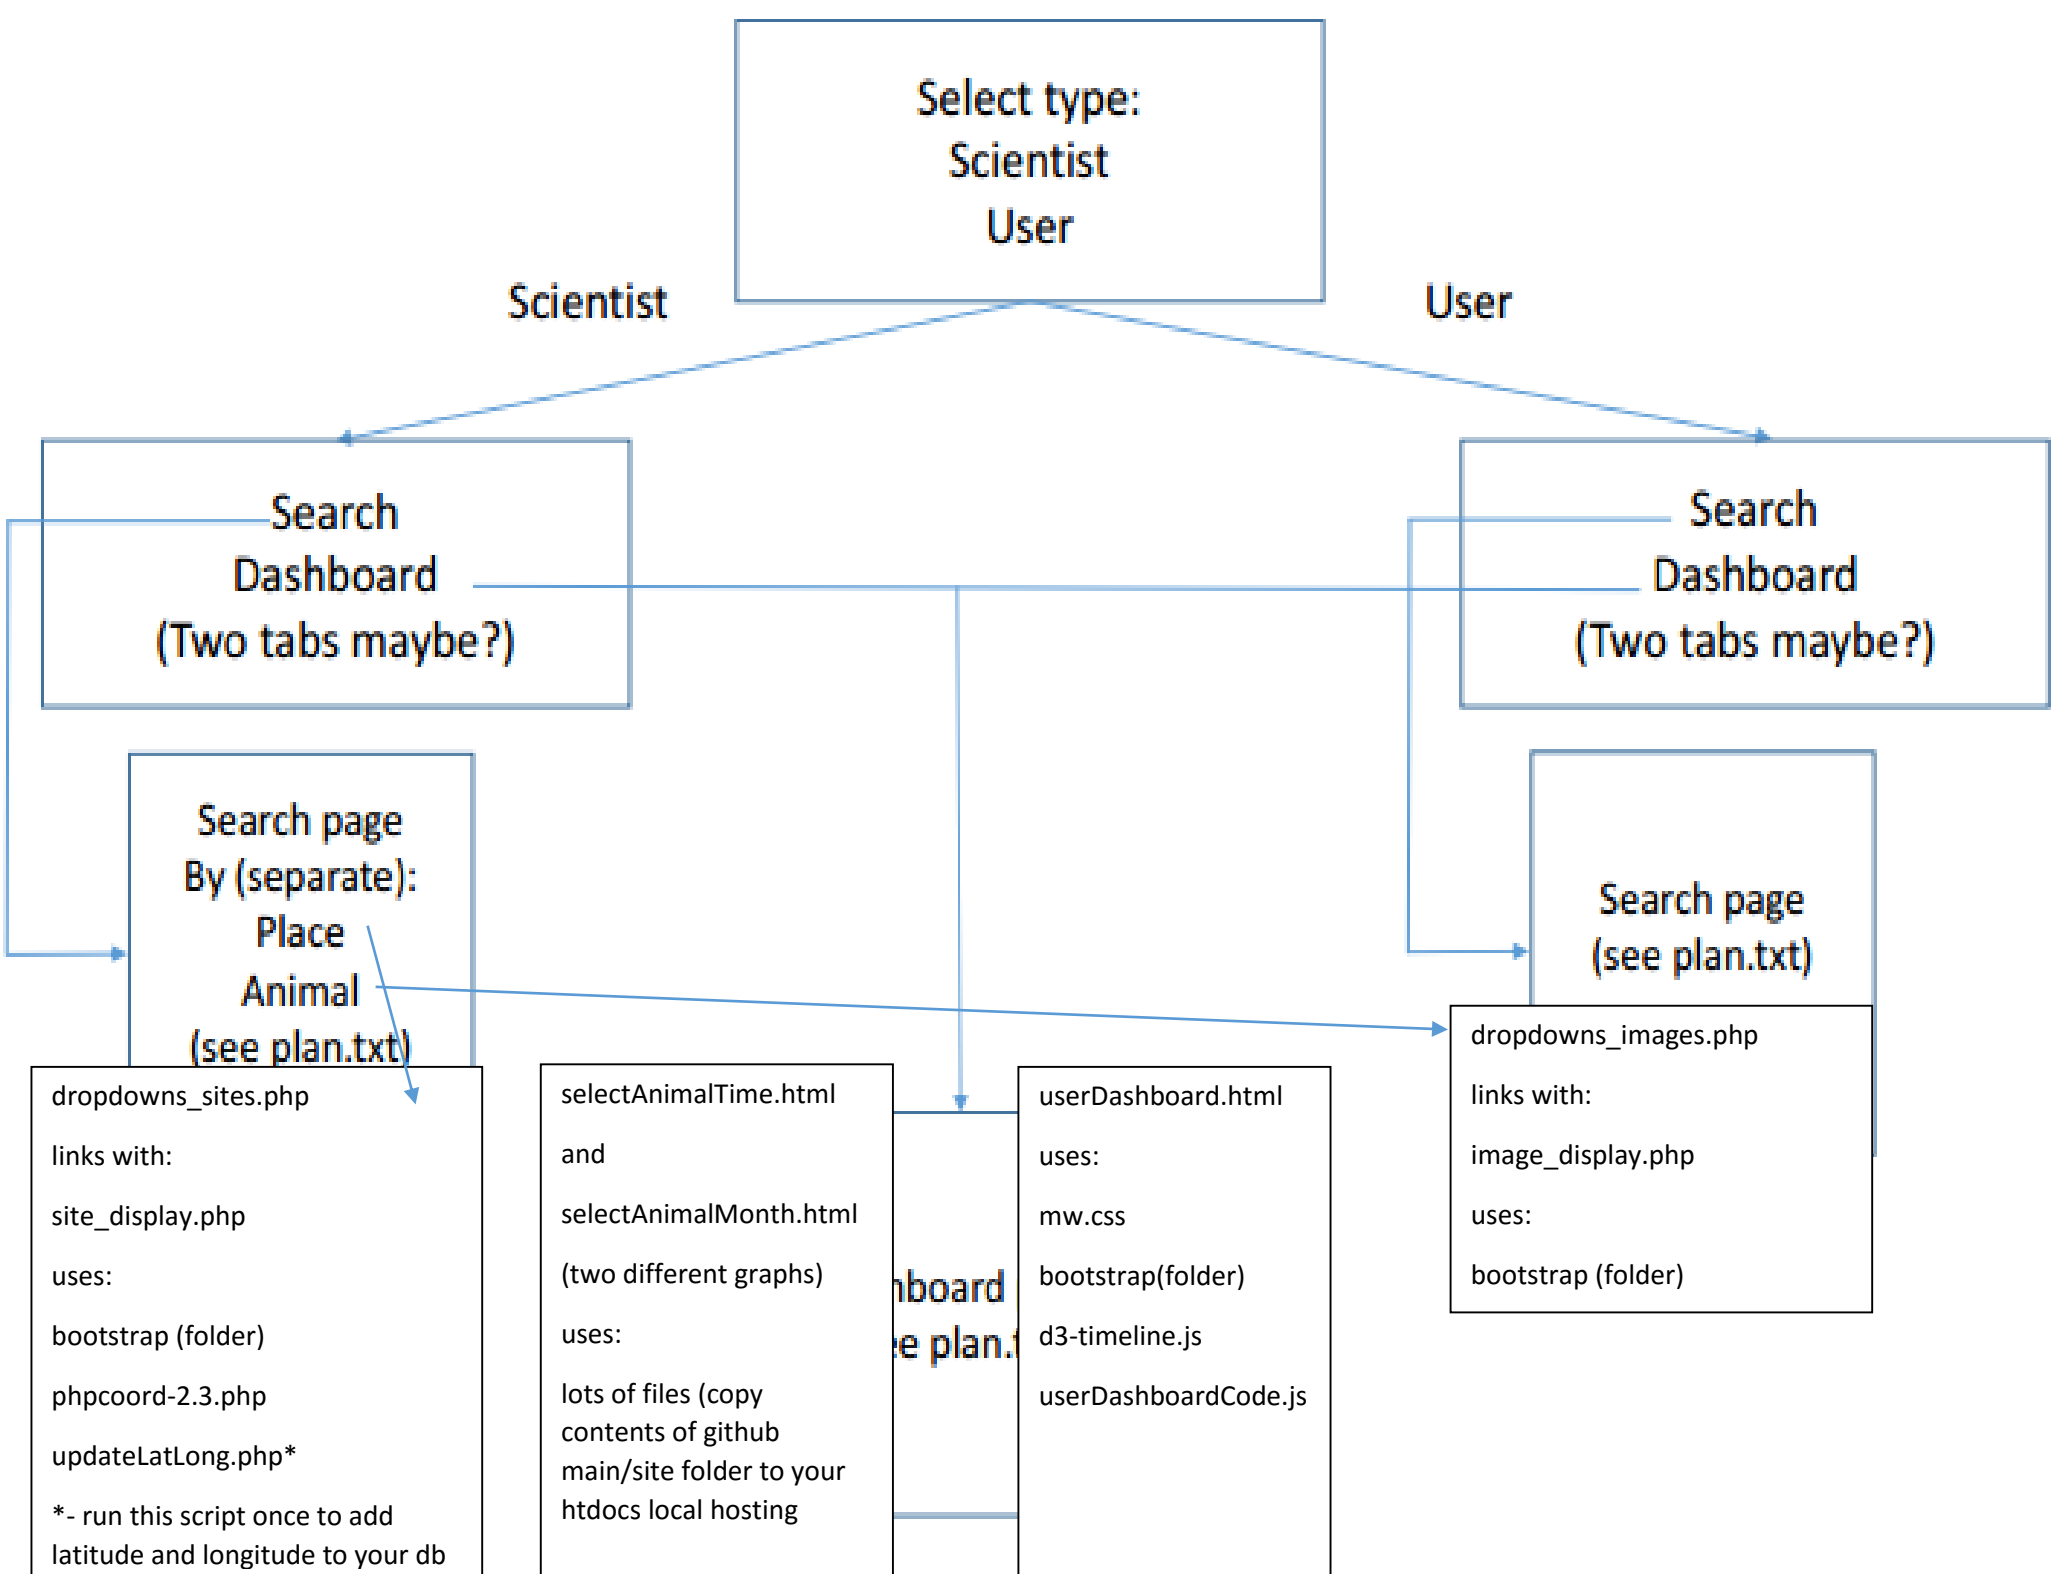 Select type:
Scientist
User
Scientist
User
Search
Dashboard
(Two tabs maybe?)
Search
Dashboard
(Two tabs maybe?)
Search page
By (separate):
Place
Animal
(see plan.txt)
Search page
(see plan.txt)
dropdowns_sites.php
links with:
site_display.php
uses:
bootstrap (folder)
phpcoord-2.3.php
updateLatLong.php*
*- run this script once to add
latitude and longitude to your db
selectAnimalTime.html
and
selectAnimalMonth.html
(two different graphs)
uses:
lots of files (copy
contents of github
main/site folder to your
htdocs local hosting
plan.
userDashboard.html
uses:
mw.css
bootstrap(folder)
d3-timeline.js
userDashboardCode.js
dropdowns_images.php
links with:
image_display.php
uses:
bootstrap (folder)